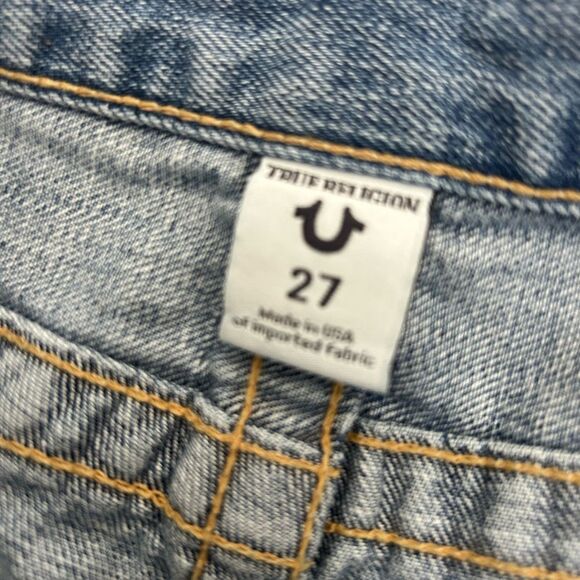 TRUE RELIGION
27
Made in USA
of Imported Fabric